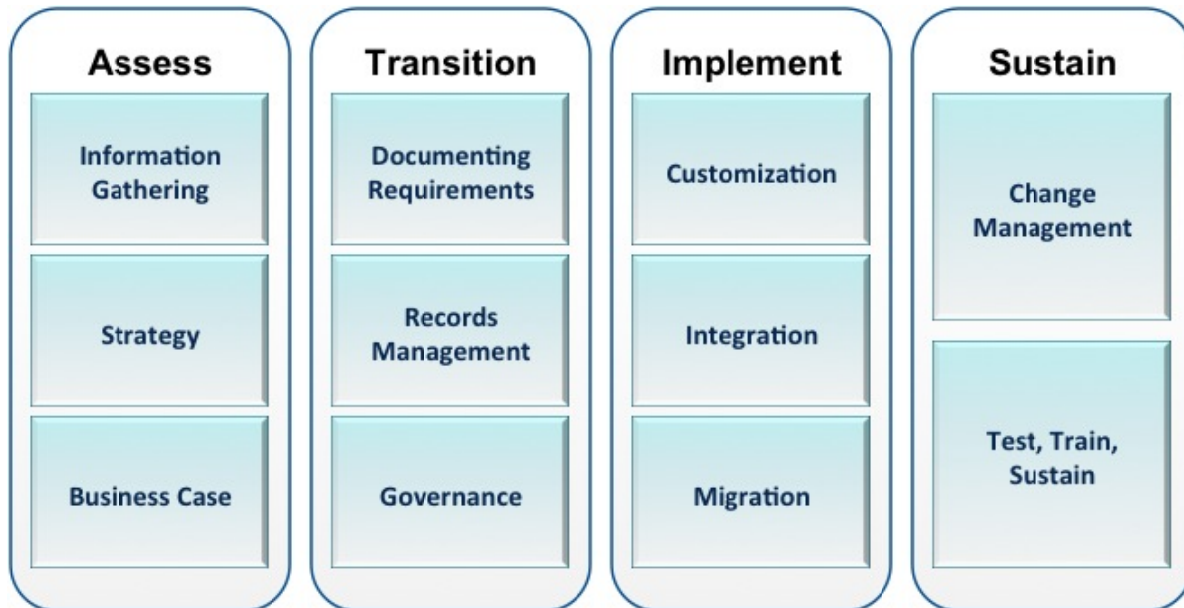 Assess
Information
Gathering
Strategy
Business Case
Transition
Documenting
Requirements
Records
Management
Governance
Implement
Customization
Integration
Migration
Sustain
Change
Management
Test, Train,
Sustain